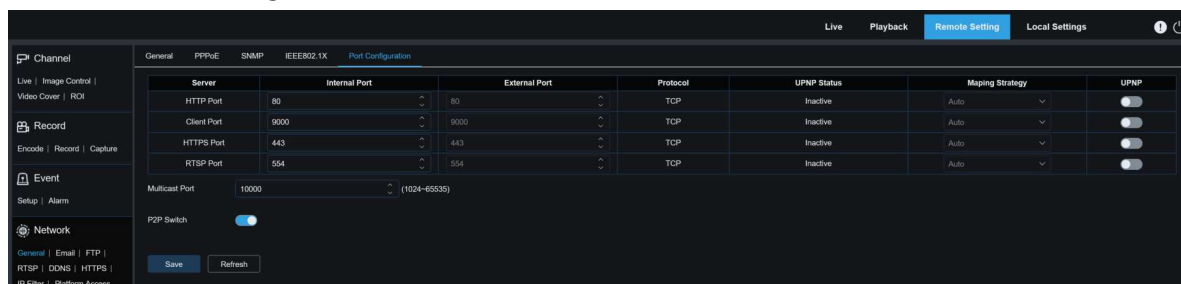 Live Playback Remote Setting Local Settings
Channel
Live | Image Control |
Video Cover | ROI
Record
Encode | Record | Capture
Event
Setup | Alarm
Network
General | Email | FTP |
RTSP | DDNS | HTTPS |
IP Filter | Platform Access
General PPPoE SNMP IEEE802.1X Port Configuration
Server Internal Port External Port Protocol UPNP Status Maping Strategy UPNP
HTTP Port 80 80 TCP Inactive Auto
Client Port 9000 9000 TCP Inactive Auto
HTTPS Port 443 443 TCP Inactive Auto
RTSP Port 554 554 TCP Inactive Auto
Multicast Port 10000 (1024~65535)
P2P Switch
Save Refresh